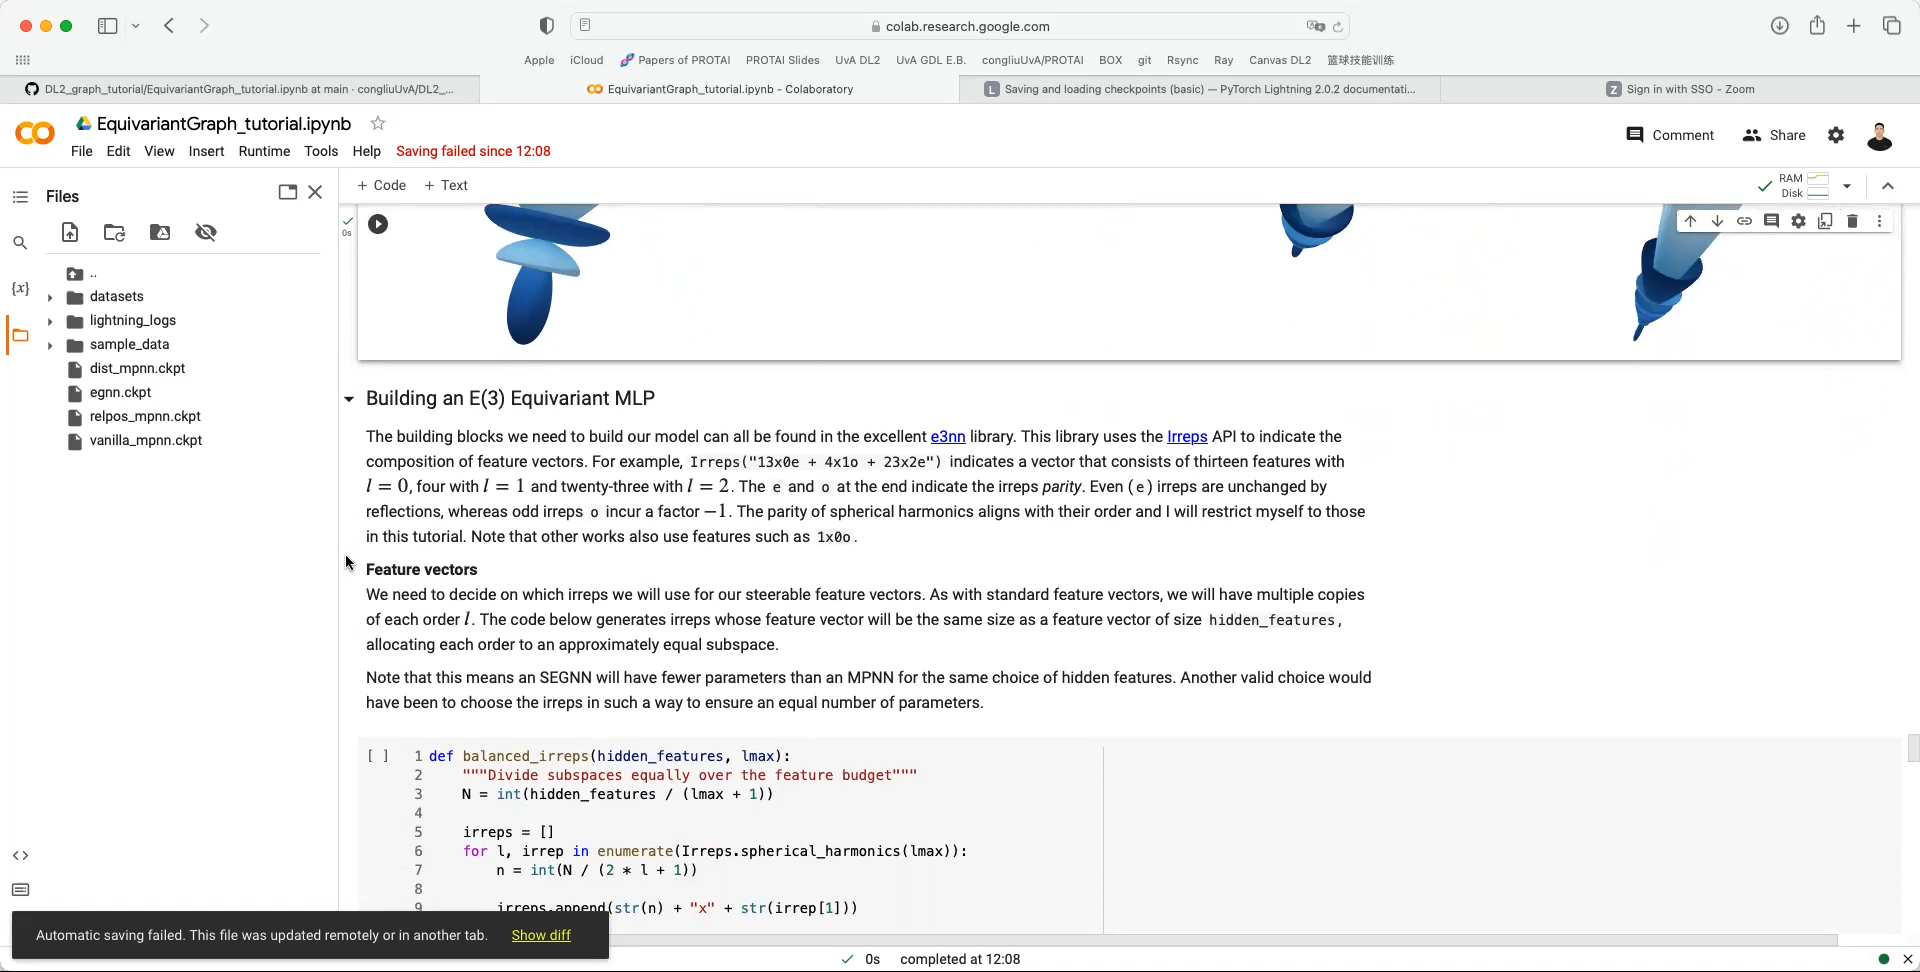 colab.research.google.com
Apple iCloud Papers of PROTAI PROTAI Slides UvA DL2 UvA GDL E.B. congliuUvA/PROTAI BOX git Rsync Ray Canvas DL2 篮球技能训练
DL2_graph_tutorial/EquivariantGraph_tutorial.ipynb at main · congliuUvA/DL2_...
EquivariantGraph_tutorial.ipynb - Colaboratory
L Saving and loading checkpoints (basic) — PyTorch Lightning 2.0.2 documentati...
Z Sign in with SSO - Zoom
EquivariantGraph_tutorial.ipynb
Comment Share
File Edit View Insert Runtime Tools Help Saving failed since 12:08
Files
+ Code + Text
RAM
Disk
0s
{x}
..
datasets
lightning_logs
sample_data
dist_mpnn.ckpt
egnn.ckpt
relpos_mpnn.ckpt
vanilla_mpnn.ckpt
Building an E(3) Equivariant MLP
The building blocks we need to build our model can all be found in the excellent e3nn library. This library uses the Irreps API to indicate the
composition of feature vectors. For example, Irreps("13x0e + 4x1o + 23x2e") indicates a vector that consists of thirteen features with
l = 0, four with l = 1 and twenty-three with l = 2. The e and o at the end indicate the irreps parity. Even (e) irreps are unchanged by
reflections, whereas odd irreps o incur a factor −1. The parity of spherical harmonics aligns with their order and I will restrict myself to those
in this tutorial. Note that other works also use features such as 1x0o.
Feature vectors
We need to decide on which irreps we will use for our steerable feature vectors. As with standard feature vectors, we will have multiple copies
of each order l. The code below generates irreps whose feature vector will be the same size as a feature vector of size hidden_features,
allocating each order to an approximately equal subspace.
Note that this means an SEGNN will have fewer parameters than an MPNN for the same choice of hidden features. Another valid choice would
have been to choose the irreps in such a way to ensure an equal number of parameters.
[ ] 1 def balanced_irreps(hidden_features, lmax):
2 """Divide subspaces equally over the feature budget"""
3 N = int(hidden_features / (lmax + 1))
4
5 irreps = []
6 for l, irrep in enumerate(Irreps.spherical_harmonics(lmax)):
7 n = int(N / (2 * l + 1))
8
9 irreps.append(str(n) + "x" + str(irrep[1]))
Automatic saving failed. This file was updated remotely or in another tab. Show diff
0s completed at 12:08